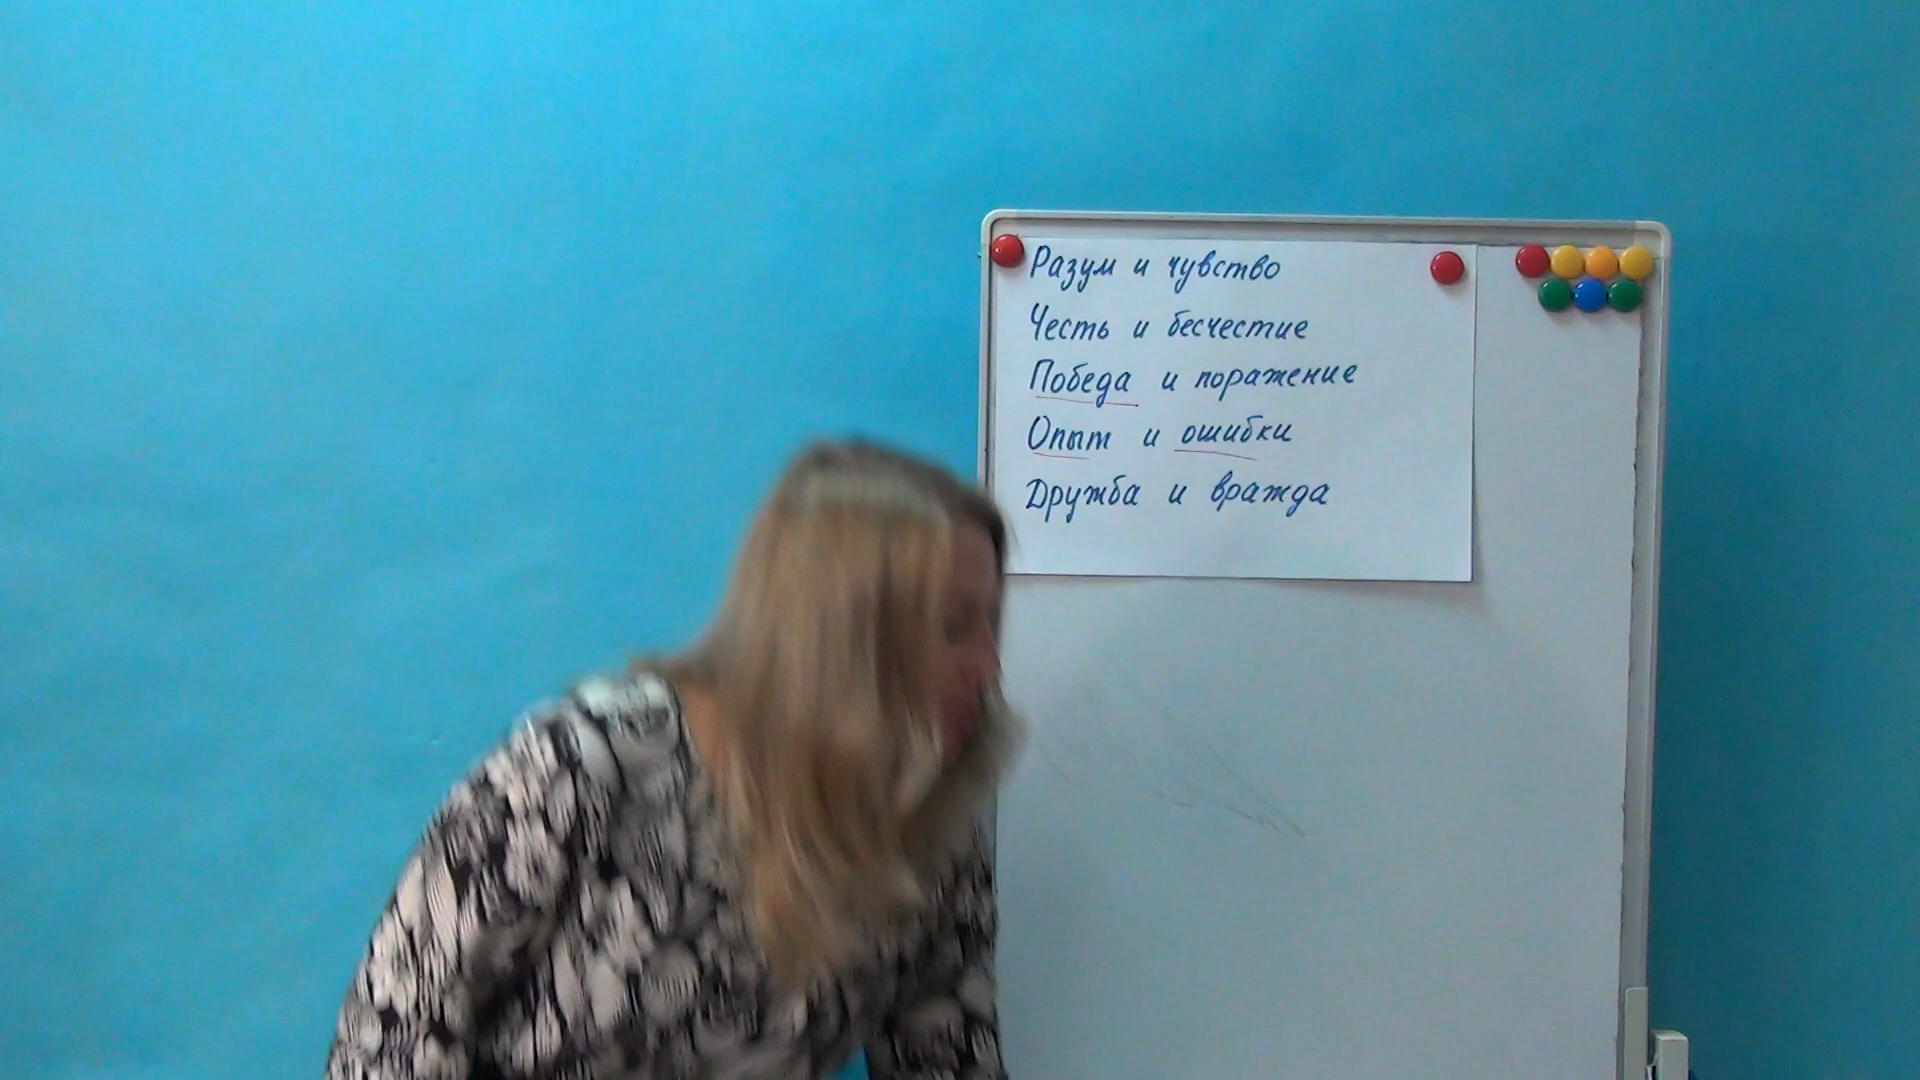 Разум и чувство
Честь и бесчестие
Победа и поражение
Опыт и ошибки
Дружба и вражда